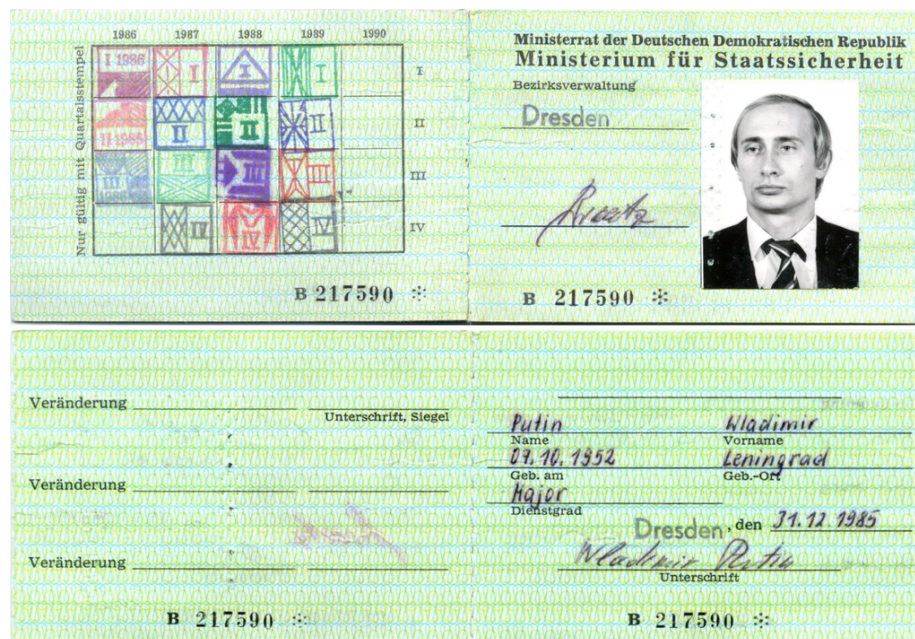 1986 1987 1988 1989 1990
Nur gültig mit Quartalsstempel
I 1986 I I I I
II 1986 II II II II
III III III III III
IV IV IV IV
B 217590
Ministerrat der Deutschen Demokratischen Republik
Ministerium für Staatssicherheit
Bezirksverwaltung
Dresden
B 217590
Veränderung
Unterschrift, Siegel
Veränderung
Veränderung
B 217590
Putin Wladimir
Name Vorname
07.10.1952 Leningrad
Geb. am Geb.-Ort
Major
Dienstgrad
Dresden, den 31.12.1985
Wladimir Putin
Unterschrift
B 217590